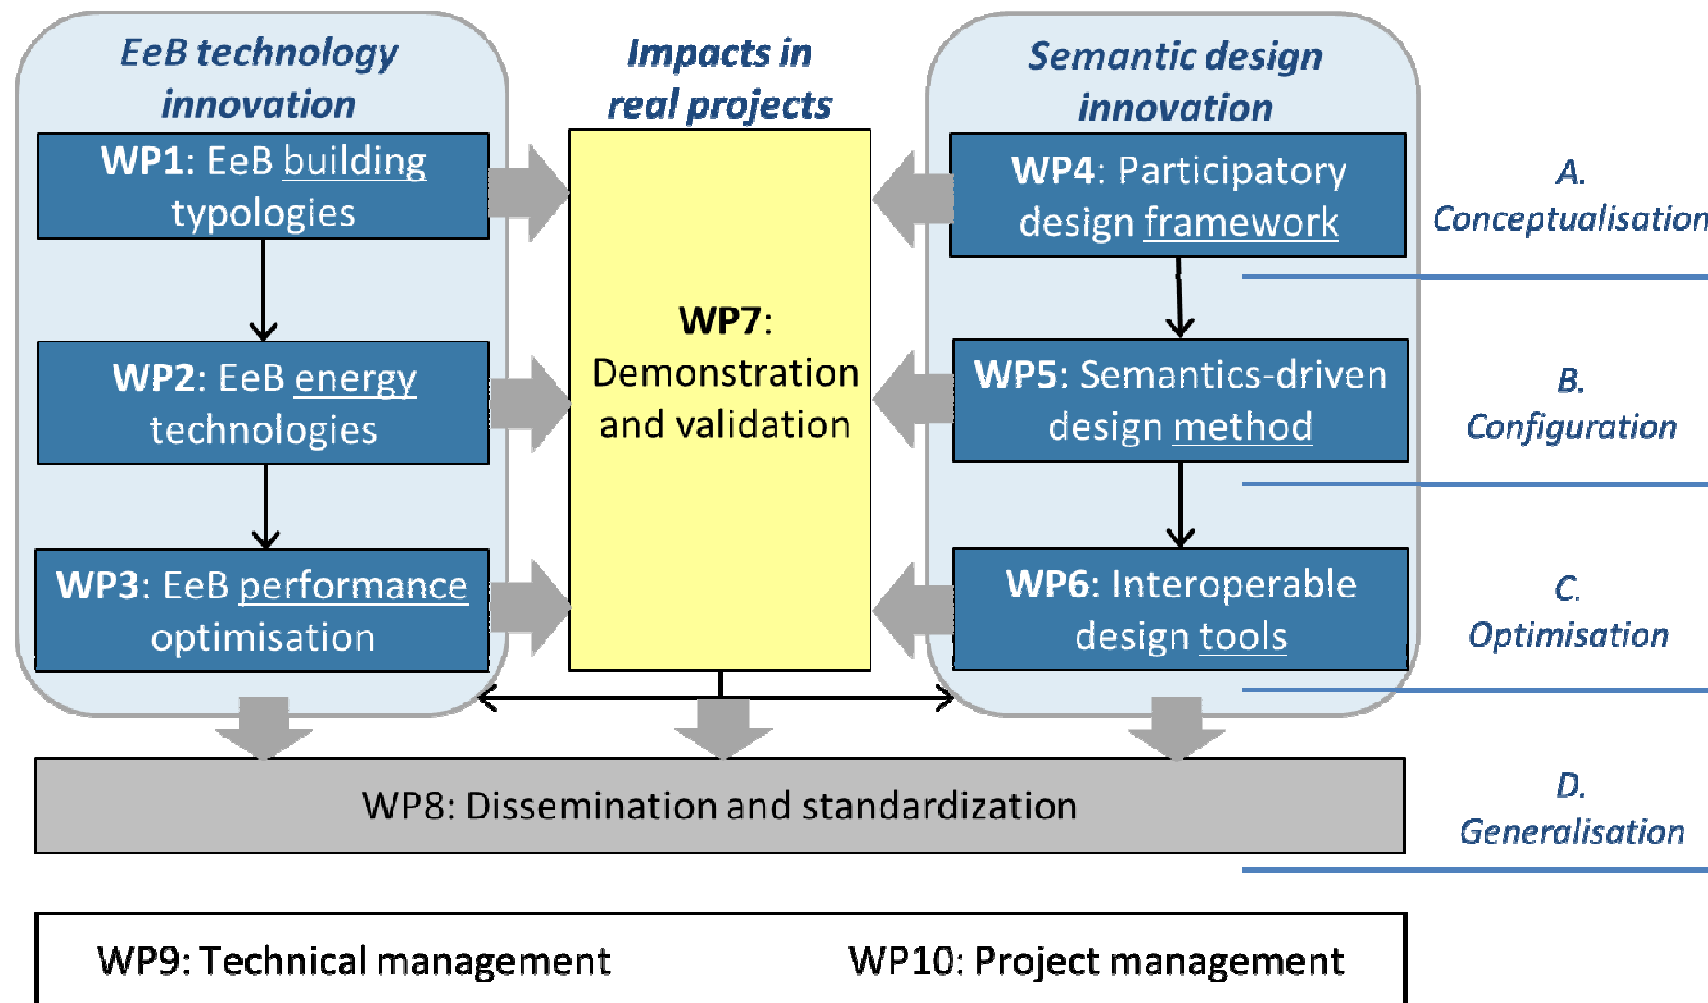 EeB technology
innovation
WP1: EeB building
typologies
WP2: EeB energy
technologies
WP3: EeB performance
optimisation
Impacts in
real projects
WP7:
Demonstration
and validation
Semantic design
innovation
WP4: Participatory
design framework
WP5: Semantics-driven
design method
WP6: Interoperable
design tools
A.
Conceptualisation
B.
Configuration
C.
Optimisation
WP8: Dissemination and standardization
D.
Generalisation
WP9: Technical management
WP10: Project management